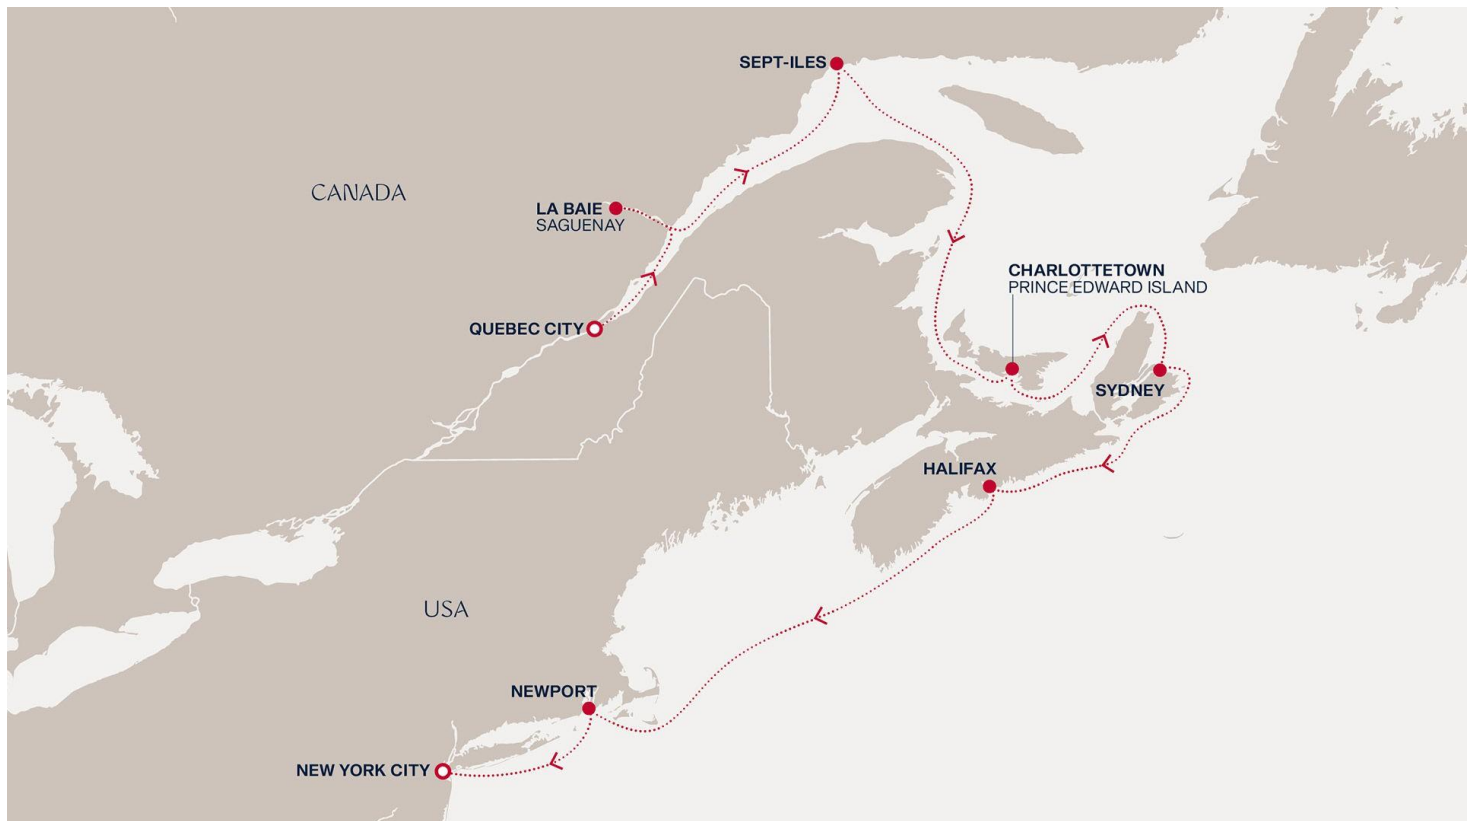 SEPT-ILES
CANADA
LA BAIE
SAGUENAY
CHARLOTTETOWN
PRINCE EDWARD ISLAND
QUEBEC CITY
SYDNEY
HALIFAX
USA
NEWPORT
NEW YORK CITY